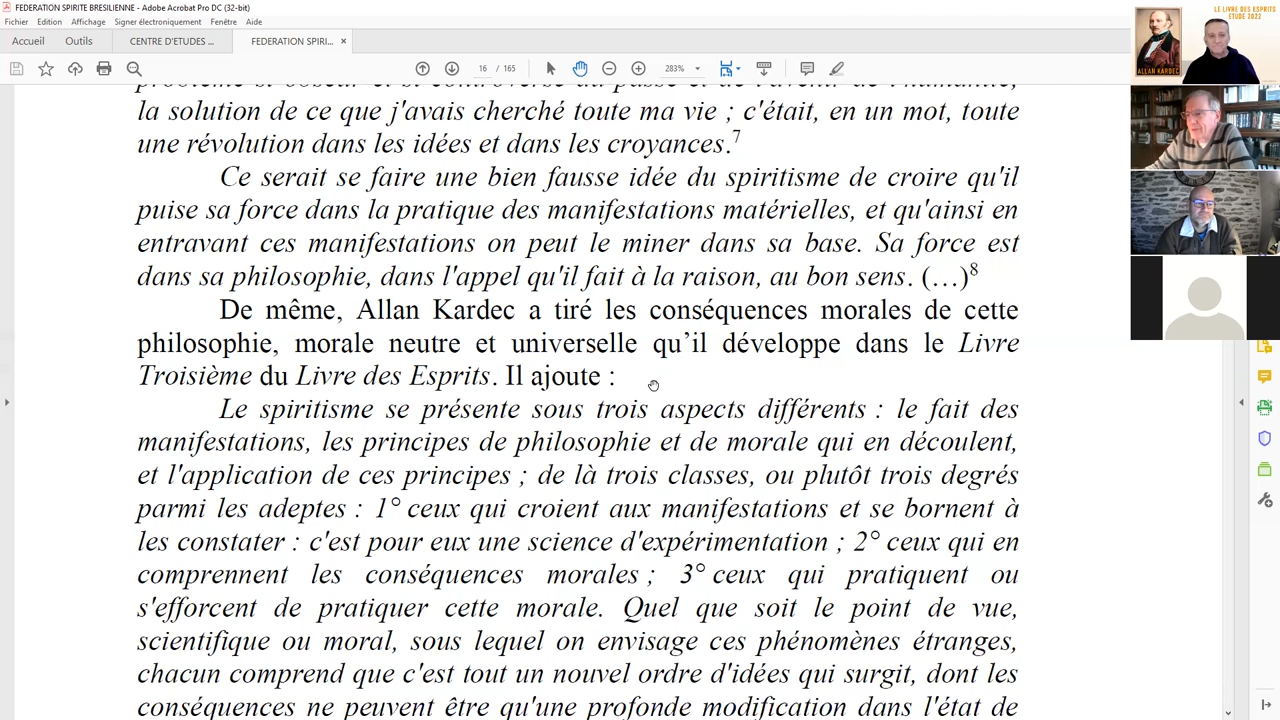 FEDERATION SPIRITE BRESILIENNE - Adobe Acrobat Pro DC (32-bit)
Fichier Edition Affichage Signer électroniquement Fenêtre Aide
Accueil Outils CENTRE D'ETUDES ... FEDERATION SPIRI... ×
16 / 165 283%
LE LIVRE DES ESPRITS
ETUDE 2022
ALLAN KARDEC
la solution de ce que j'avais cherché toute ma vie ; c'était, en un mot, toute
une révolution dans les idées et dans les croyances.7
Ce serait se faire une bien fausse idée du spiritisme de croire qu'il
puise sa force dans la pratique des manifestations matérielles, et qu'ainsi en
entravant ces manifestations on peut le miner dans sa base. Sa force est
dans sa philosophie, dans l'appel qu'il fait à la raison, au bon sens. (…)8
De même, Allan Kardec a tiré les conséquences morales de cette
philosophie, morale neutre et universelle qu’il développe dans le Livre
Troisième du Livre des Esprits. Il ajoute :
Le spiritisme se présente sous trois aspects différents : le fait des
manifestations, les principes de philosophie et de morale qui en découlent,
et l'application de ces principes ; de là trois classes, ou plutôt trois degrés
parmi les adeptes : 1° ceux qui croient aux manifestations et se bornent à
les constater : c'est pour eux une science d'expérimentation ; 2° ceux qui en
comprennent les conséquences morales ; 3° ceux qui pratiquent ou
s'efforcent de pratiquer cette morale. Quel que soit le point de vue,
scientifique ou moral, sous lequel on envisage ces phénomènes étranges,
chacun comprend que c'est tout un nouvel ordre d'idées qui surgit, dont les
conséquences ne peuvent être qu'une profonde modification dans l'état de